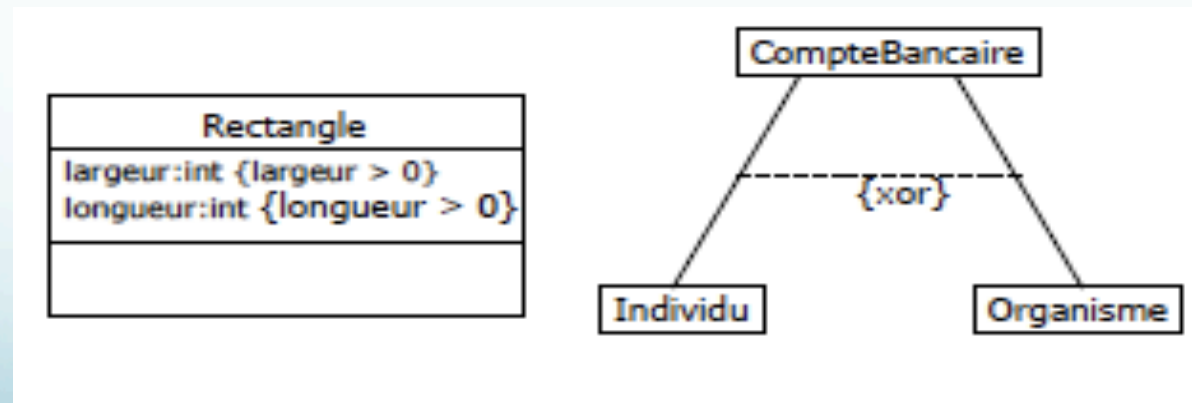 Rectangle
largeur:int {largeur > 0}
longueur:int {longueur > 0}
CompteBancaire
{xor}
Individu
Organisme